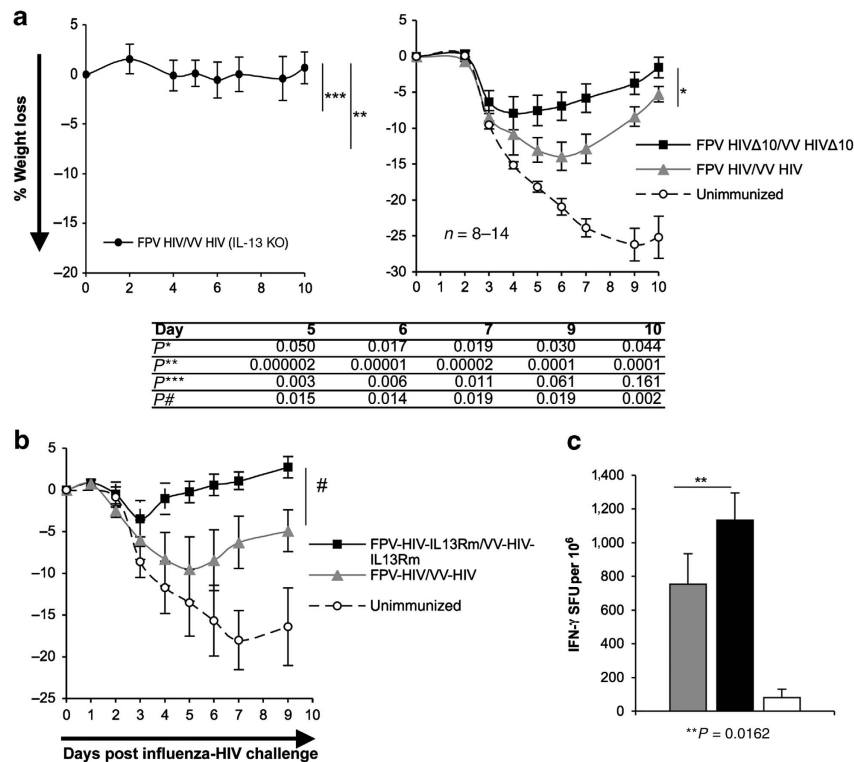 a
5
0
−5
−10
−15
−20
0 2 4 6 8 10
% Weight loss
FPV HIV/VV HIV (IL-13 KO)
***
**
5
0
-5
-10
-15
-20
-25
-30
0 1 2 3 4 5 6 7 8 9 10
n = 8–14
*
FPV HIVΔ10/VV HIVΔ10
FPV HIV/VV HIV
Unimmunized
Day 5 6 7 9 10
P* 0.050 0.017 0.019 0.030 0.044
P** 0.000002 0.00001 0.00002 0.0001 0.0001
P*** 0.003 0.006 0.011 0.061 0.161
P# 0.015 0.014 0.019 0.019 0.002
b
5
0
−5
−10
−15
−20
−25
0 1 2 3 4 5 6 7 8 9 10
Days post influenza-HIV challenge
#
FPV-HIV-IL13Rm/VV-HIV-
IL13Rm
FPV-HIV/VV-HIV
Unimmunized
c
1,400
1,200
1,000
800
600
400
200
0
IFN-γ SFU per 10⁶
**
**P = 0.0162